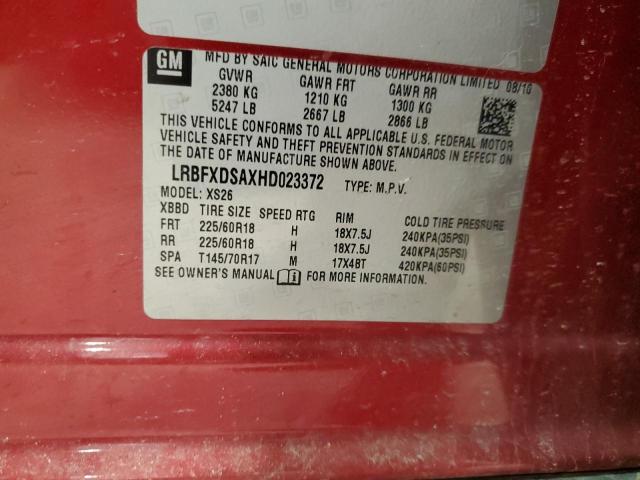 GM
MFD BY SAIC GENERAL MOTORS CORPORATION LIMITED 08/16
GVWR GAWR FRT GAWR RR
2380 KG 1210 KG 1300 KG
5247 LB 2667 LB 2866 LB
THIS VEHICLE CONFORMS TO ALL APPLICABLE U.S. FEDERAL MOTOR
VEHICLE SAFETY AND THEFT PREVENTION STANDARDS IN EFFECT ON
THE DATE OF MANUFACTURE SHOWN ABOVE.
LRBFXDSAXHD023372 TYPE: M.P.V.
MODEL: XS26
XBBD TIRE SIZE SPEED RTG RIM COLD TIRE PRESSURE
FRT 225/60R18 H 18X7.5J 240KPA(35PSI)
RR 225/60R18 H 18X7.5J 240KPA(35PSI)
SPA T145/70R17 M 17X4BT 420KPA(60PSI)
SEE OWNER'S MANUAL FOR MORE INFORMATION.